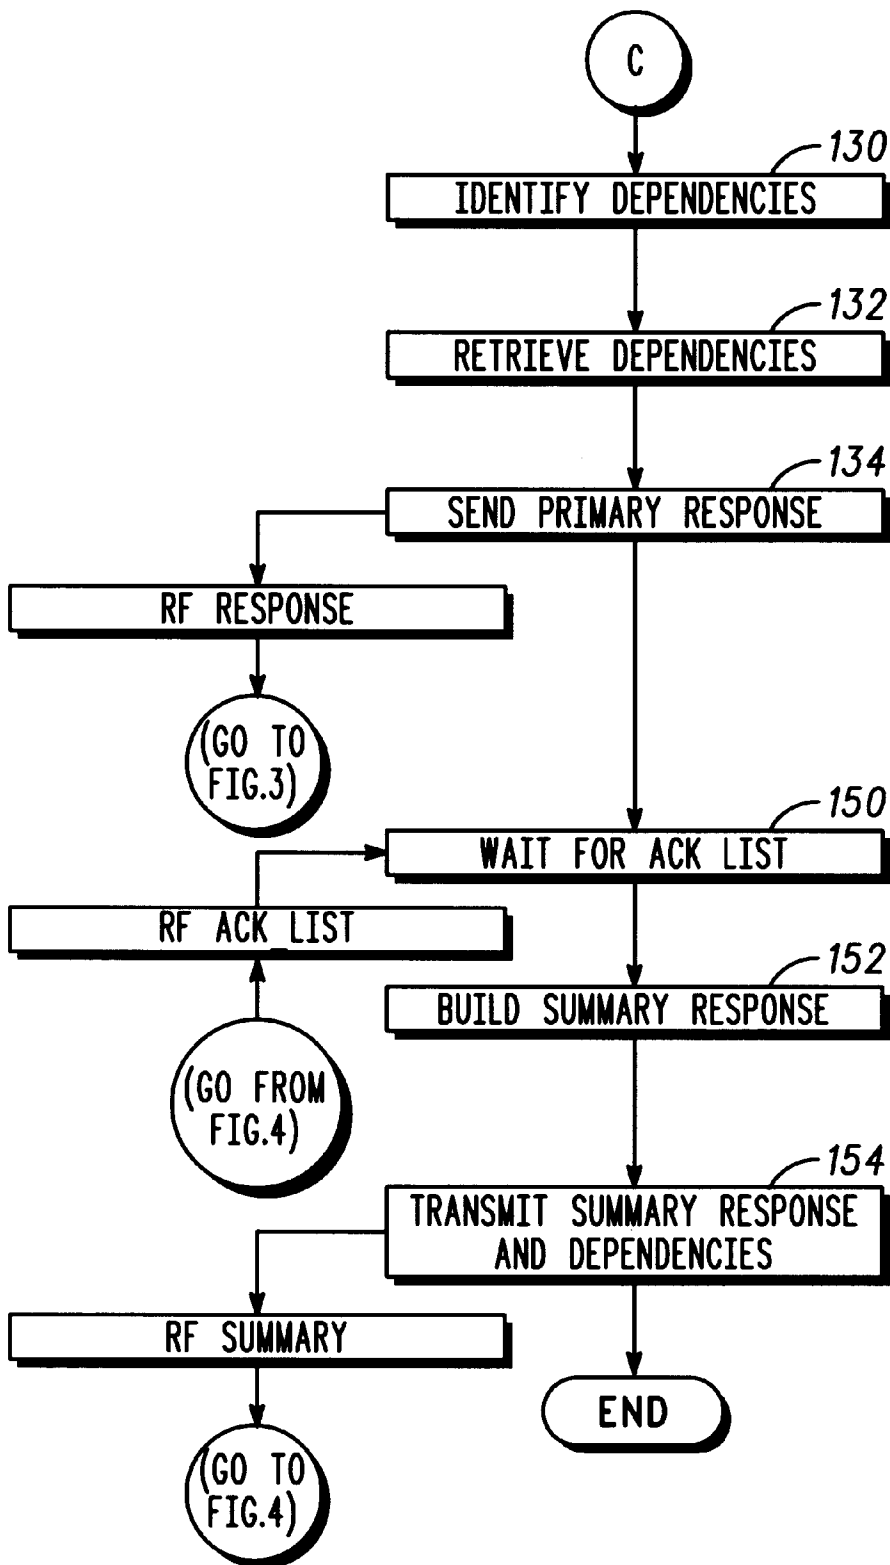 C
130
IDENTIFY DEPENDENCIES
132
RETRIEVE DEPENDENCIES
134
SEND PRIMARY RESPONSE
RF RESPONSE
(GO TO
FIG.3)
150
WAIT FOR ACK LIST
RF ACK LIST
152
BUILD SUMMARY RESPONSE
(GO FROM
FIG.4)
154
TRANSMIT SUMMARY RESPONSE
AND DEPENDENCIES
RF SUMMARY
END
(GO TO
FIG.4)